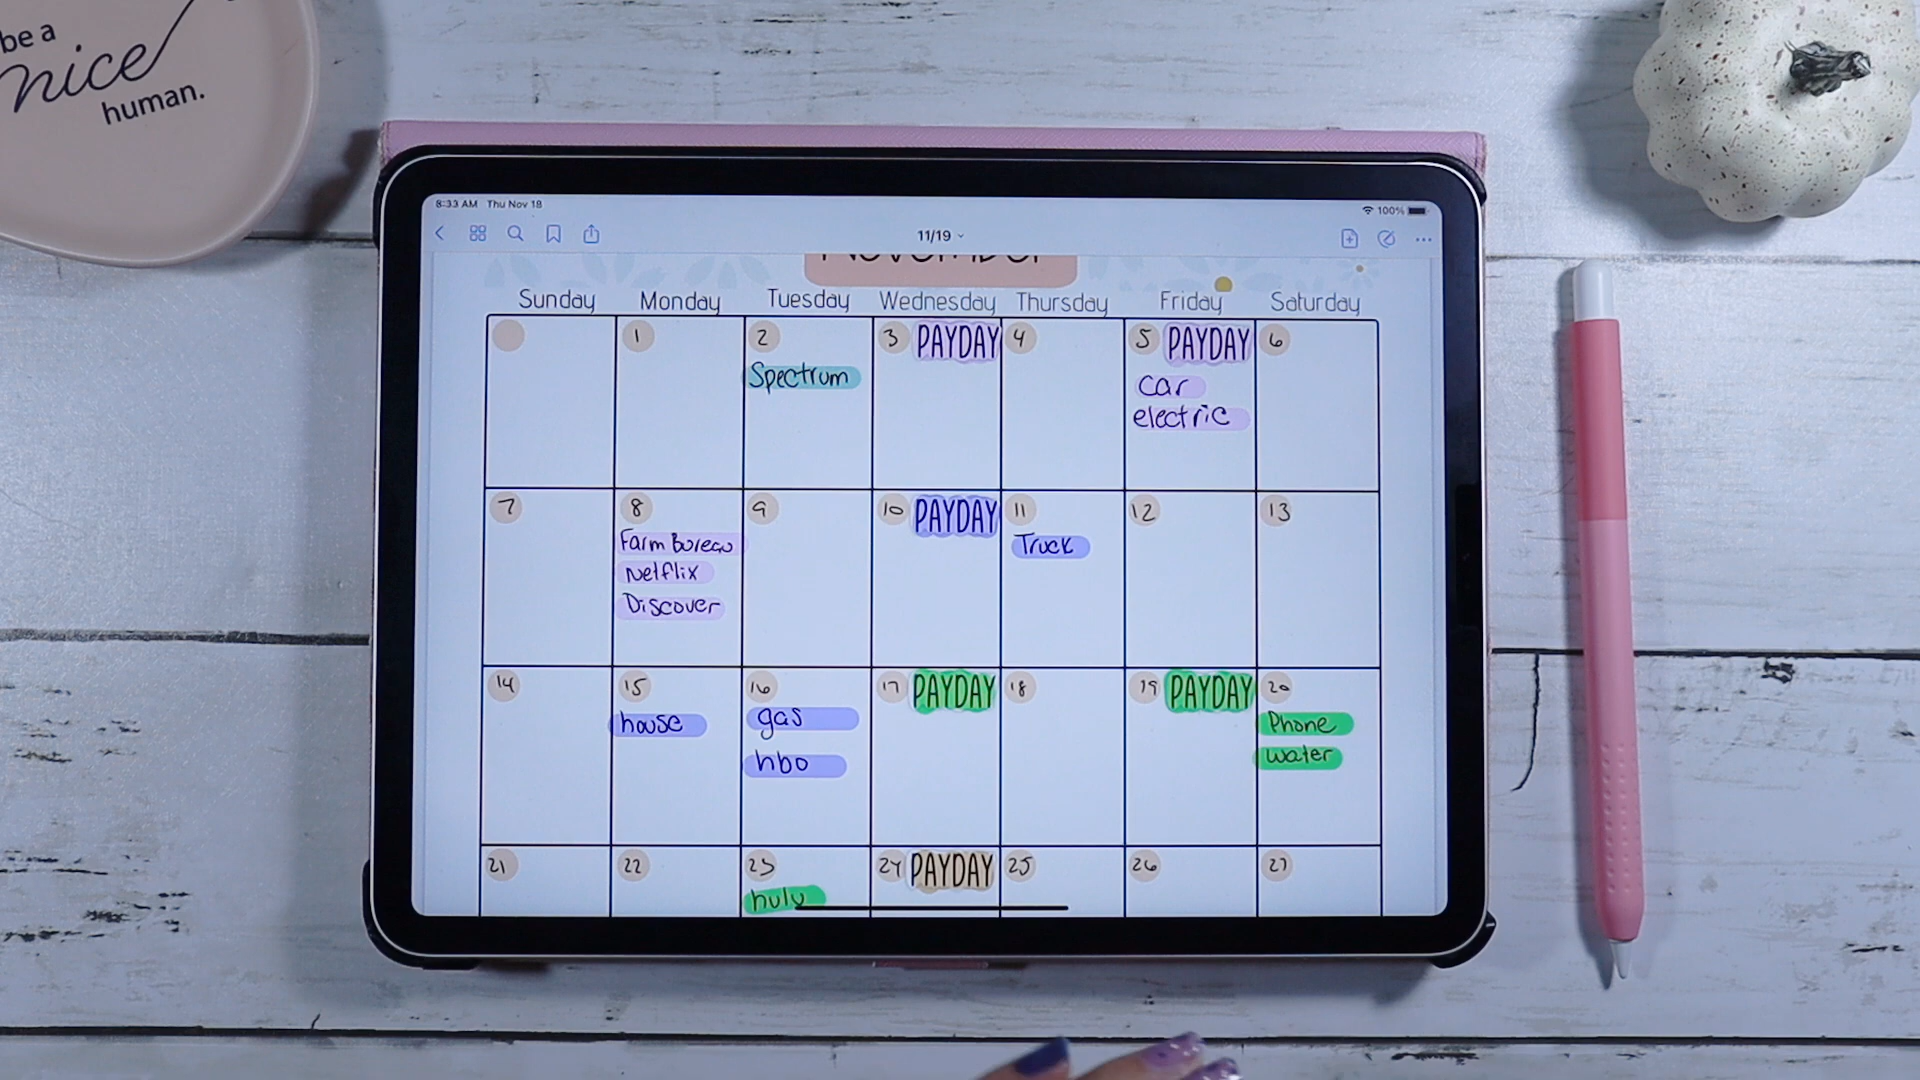 be a
nice
human.
8:33 AM Thu Nov 18
100%
11/19
November
Sunday Monday Tuesday Wednesday Thursday Friday Saturday
1 2 3 PAYDAY 4 5 PAYDAY 6
Spectrum
car
electric
7 8 9 10 PAYDAY 11 12 13
Farm Bureau
Netflix
Discover
Truck
14 15 16 17 PAYDAY 18 19 PAYDAY 20
house
gas
hbo
Phone
water
21 22 23 24 PAYDAY 25 26 27
hulu